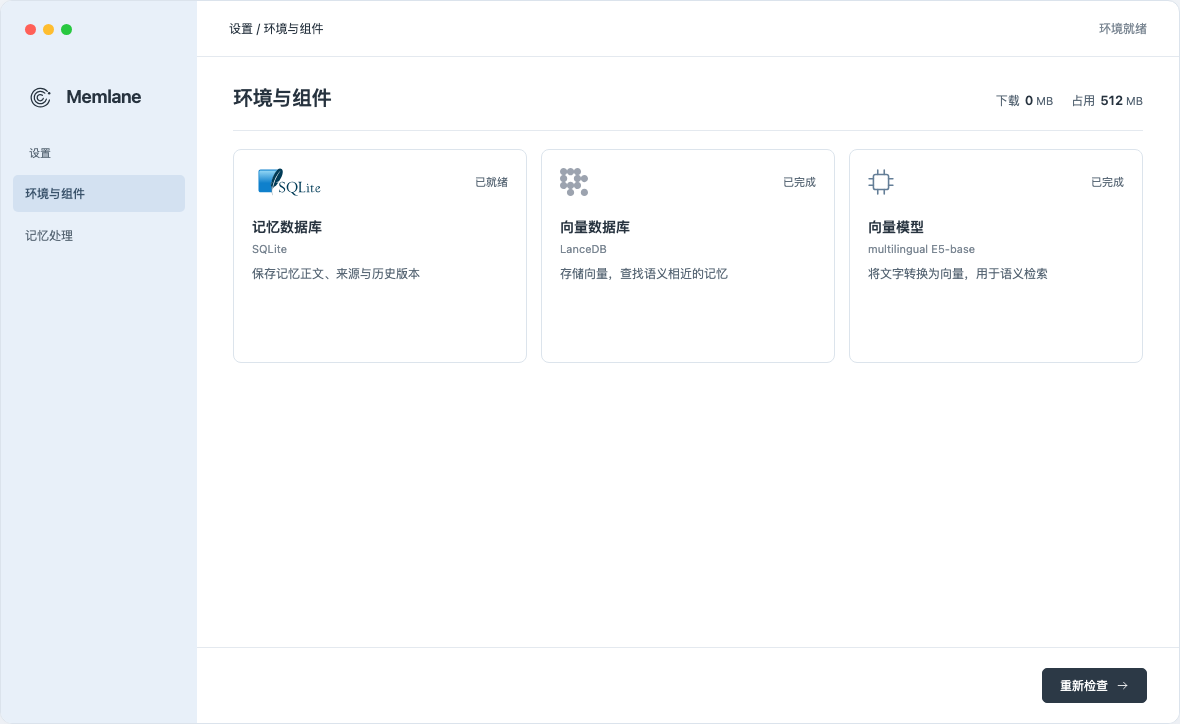 设置 / 环境与组件
环境就绪
Memlane
设置
环境与组件
记忆处理
环境与组件
下载 0 MB 占用 512 MB
SQLite
已就绪
记忆数据库
SQLite
保存记忆正文、来源与历史版本
已完成
向量数据库
LanceDB
存储向量，查找语义相近的记忆
已完成
向量模型
multilingual E5-base
将文字转换为向量，用于语义检索
重新检查 →